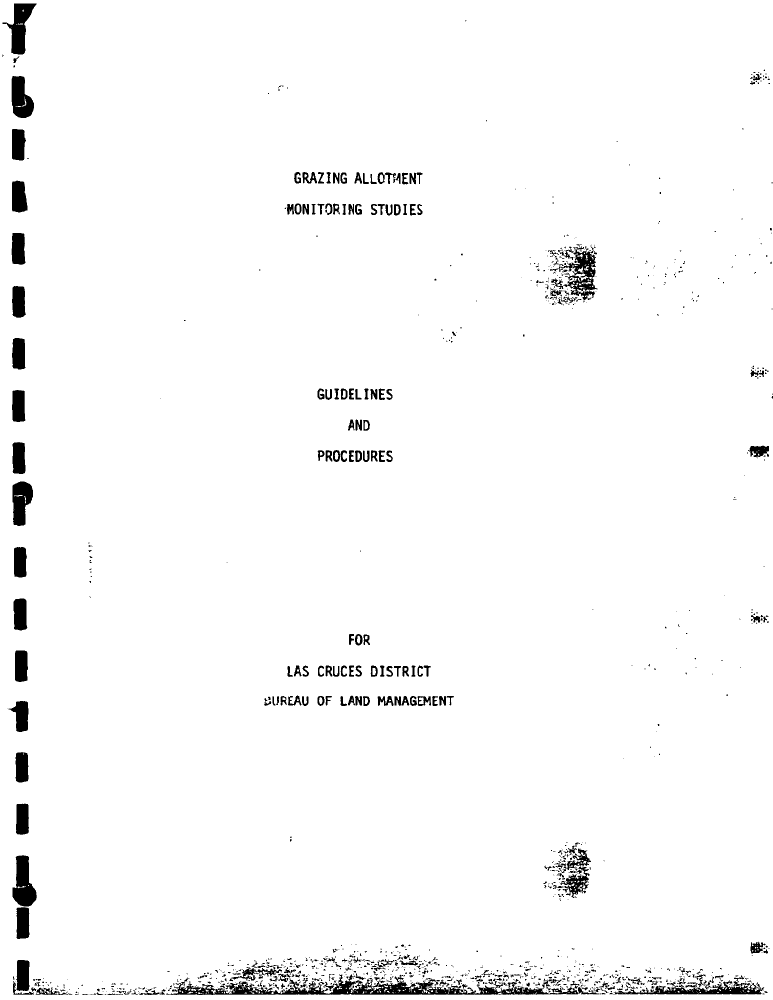 GRAZING ALLOTMENT
MONITORING STUDIES
GUIDELINES
AND
PROCEDURES
FOR
LAS CRUCES DISTRICT
BUREAU OF LAND MANAGEMENT